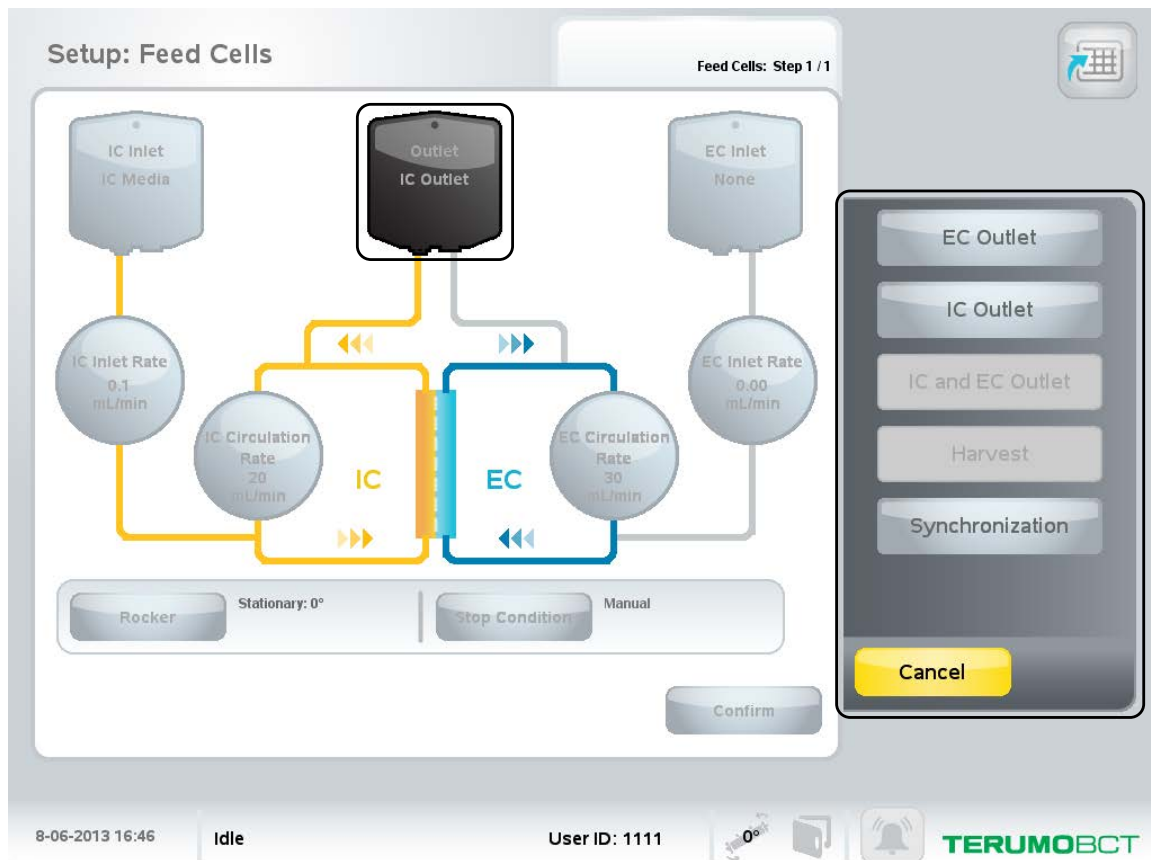 Setup: Feed Cells
Feed Cells: Step 1 / 1
IC Inlet
IC Media
Outlet
IC Outlet
EC Inlet
None
IC Inlet Rate
0.1
mL/min
IC Circulation
Rate
20
mL/min
IC
EC
EC Circulation
Rate
30
mL/min
EC Inlet Rate
0.00
mL/min
Rocker
Stationary: 0°
Stop Condition
Manual
Confirm
EC Outlet
IC Outlet
IC and EC Outlet
Harvest
Synchronization
Cancel
8-06-2013 16:46
Idle
User ID: 1111
0°
TERUMOBCT